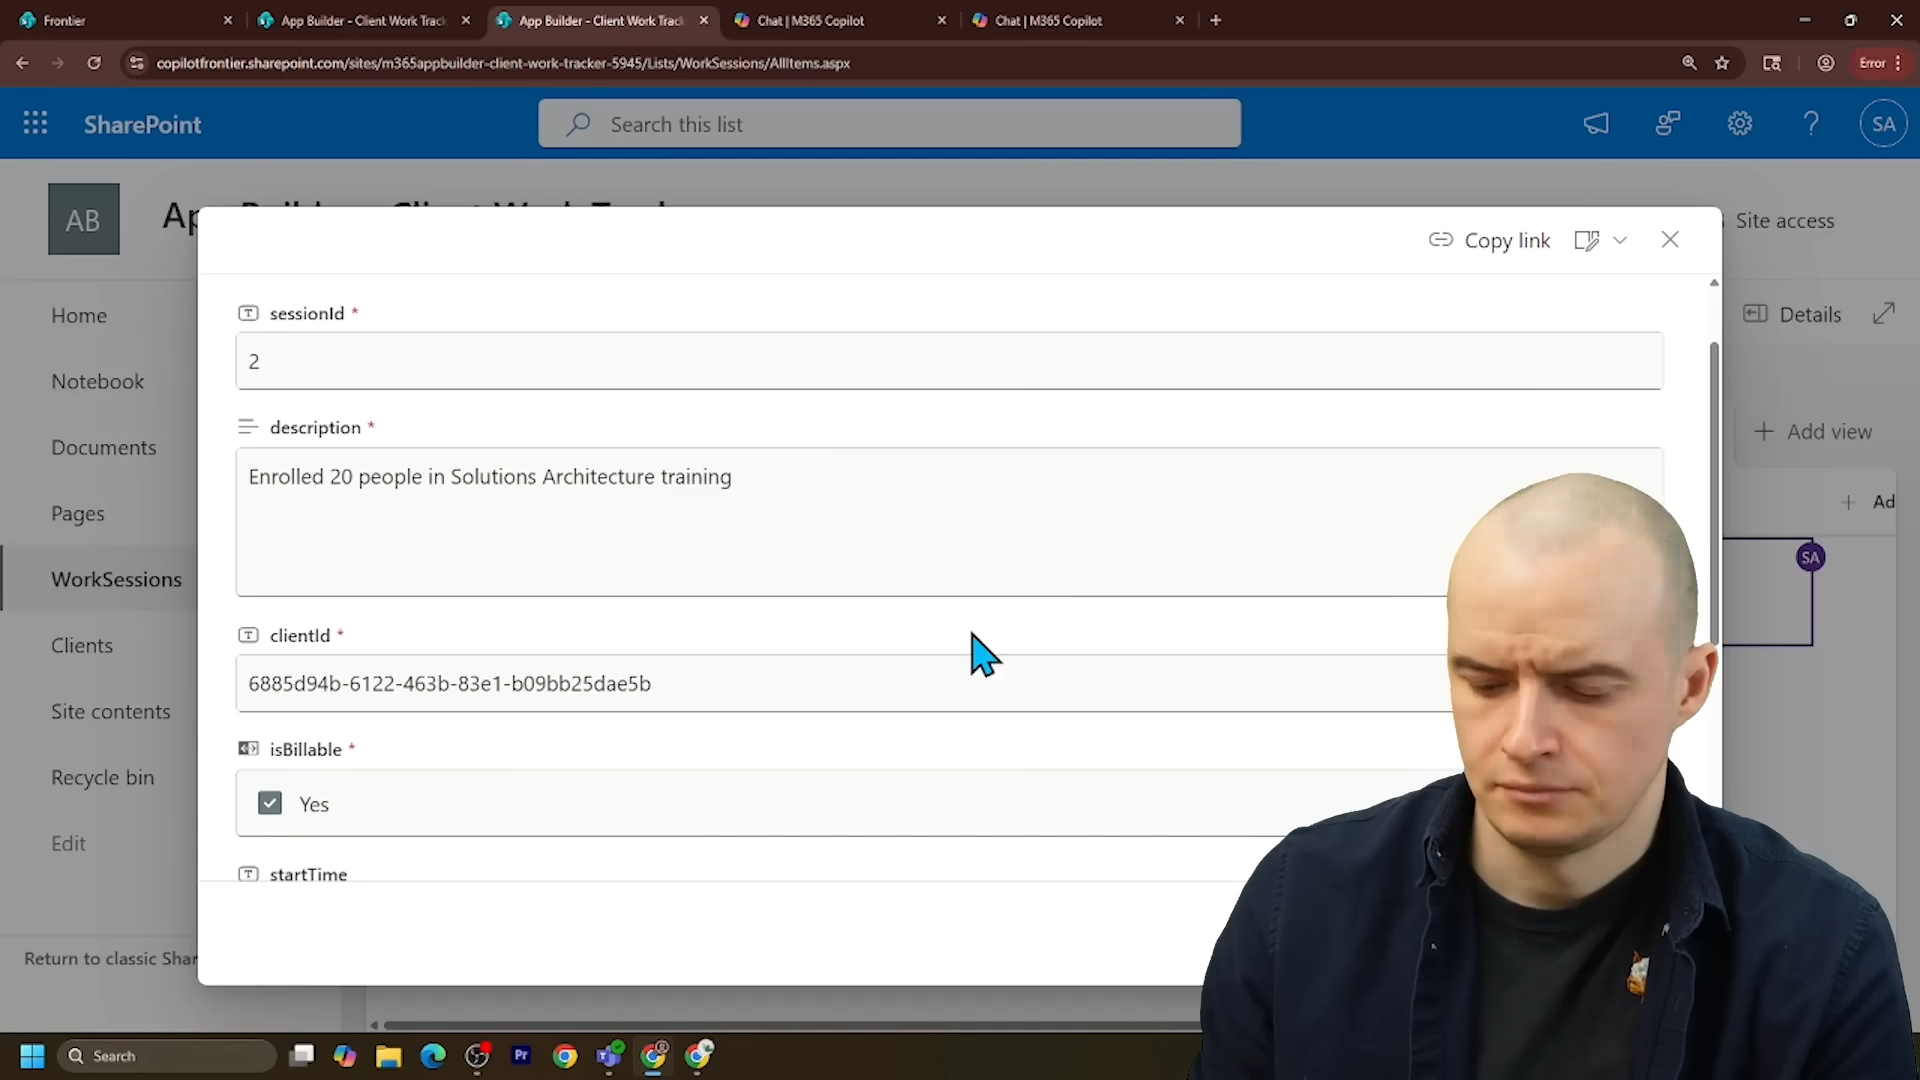 Frontier
App Builder - Client Work Track
App Builder - Client Work Track
Chat | M365 Copilot
Chat | M365 Copilot
copilotfrontier.sharepoint.com/sites/m365appbuilder-client-work-tracker-5945/Lists/WorkSessions/AllItems.aspx
Error
SharePoint
Search this list
SA
AB
Site access
Copy link
Home
Notebook
Documents
Pages
WorkSessions
Clients
Site contents
Recycle bin
Edit
Return to classic Shar
sessionId *
2
description *
Enrolled 20 people in Solutions Architecture training
clientId *
6885d94b-6122-463b-83e1-b09bb25dae5b
isBillable *
Yes
startTime
Details
Add view
Ad
SA
Search
Pr